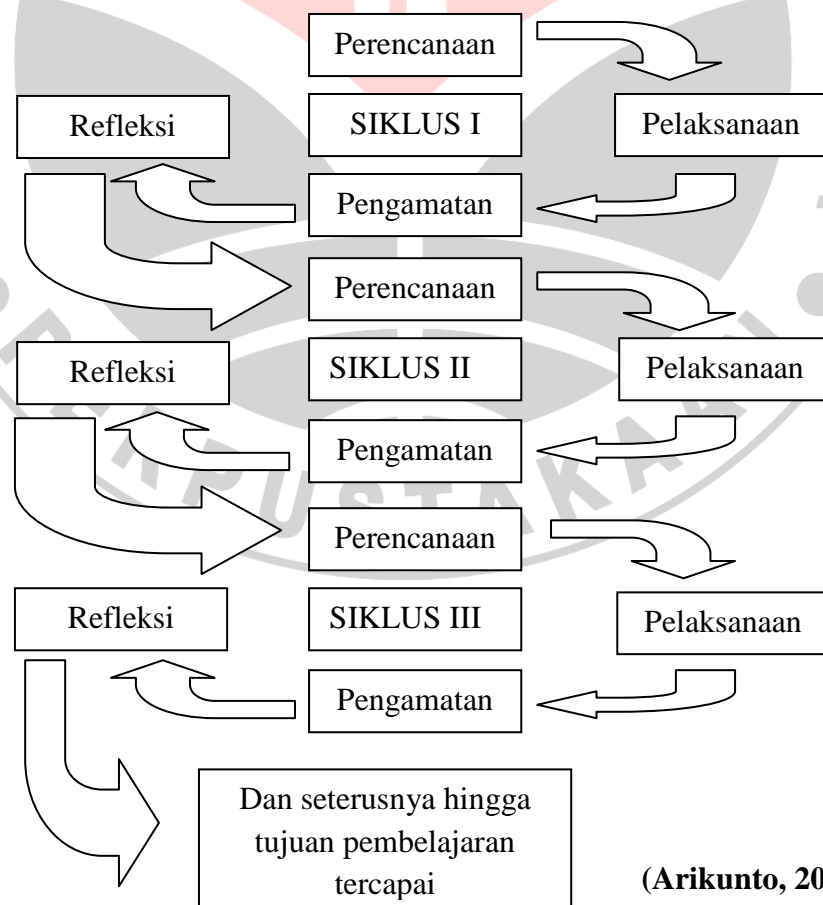 Perencanaan
Refleksi
SIKLUS I
Pelaksanaan
Pengamatan
Perencanaan
Refleksi
SIKLUS II
Pelaksanaan
Pengamatan
Perencanaan
Refleksi
SIKLUS III
Pelaksanaan
Pengamatan
Dan seterusnya hingga
tujuan pembelajaran
tercapai
(Arikunto, 20
PERPUSTAKAAN